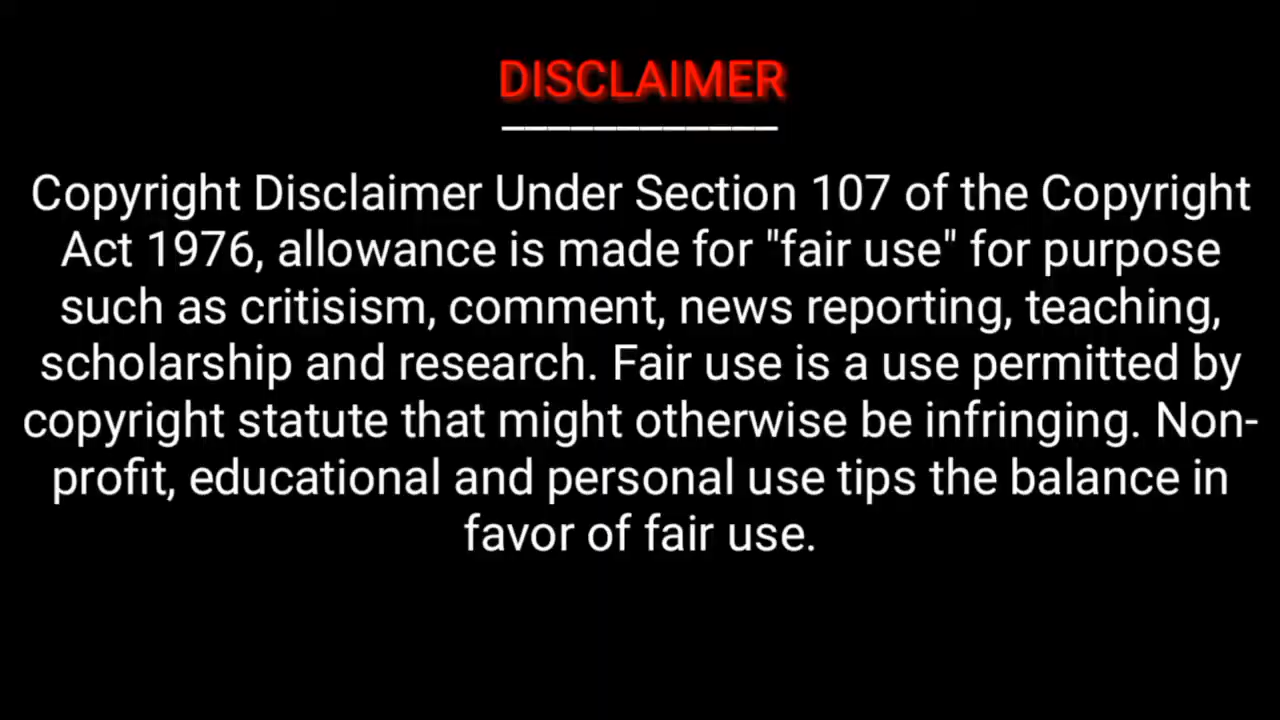 DISCLAIMER
Copyright Disclaimer Under Section 107 of the Copyright
Act 1976, allowance is made for "fair use" for purpose
such as critisism, comment, news reporting, teaching,
scholarship and research. Fair use is a use permitted by
copyright statute that might otherwise be infringing. Non-
profit, educational and personal use tips the balance in
favor of fair use.